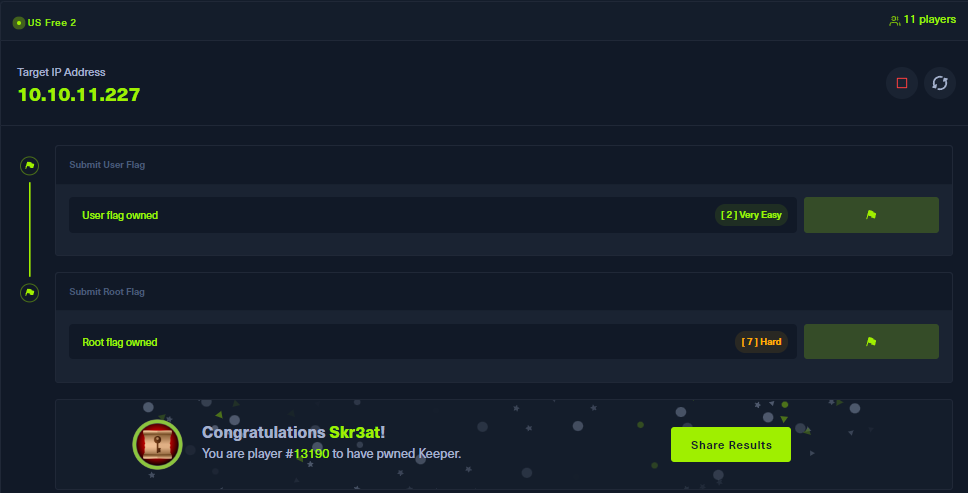 US Free 2
11 players
Target IP Address
10.10.11.227
Submit User Flag
User flag owned
[ 2 ] Very Easy
Submit Root Flag
Root flag owned
[ 7 ] Hard
Congratulations Skr3at!
You are player #13190 to have pwned Keeper.
Share Results